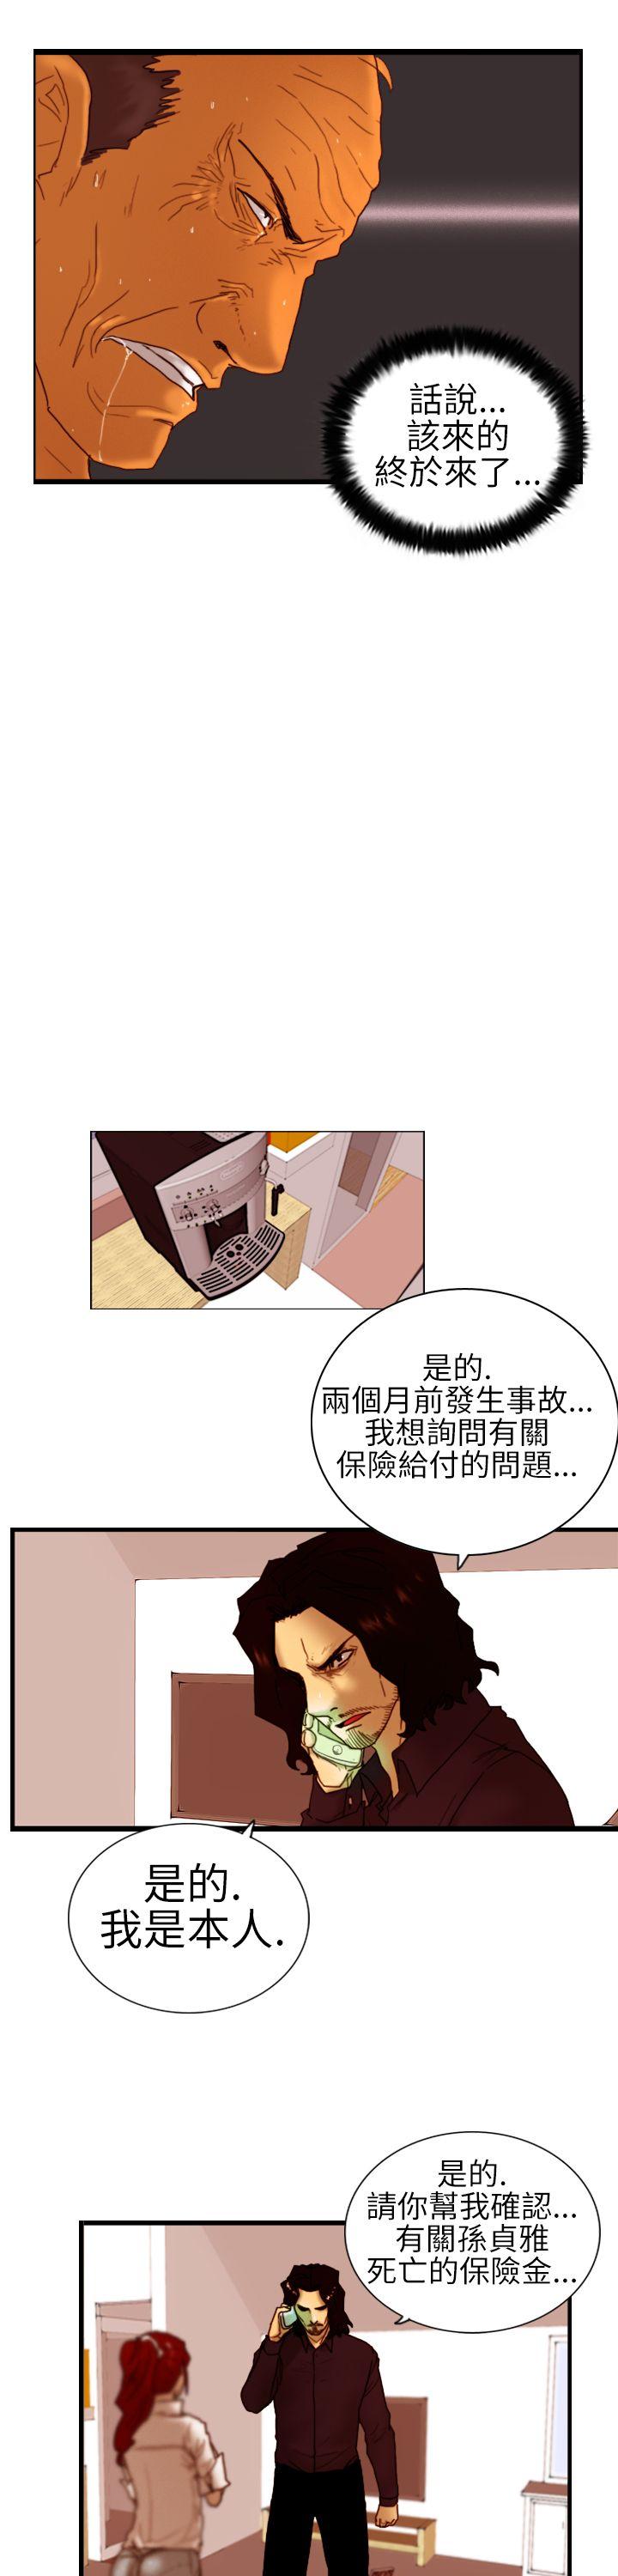 話說...
該來的
終於來了...
是的.
兩個月前發生事故...
我想詢問有關
保險給付的問題...
是的.
我是本人.
是的.
請你幫我確認...
有關孫貞雅
死亡的保險金...